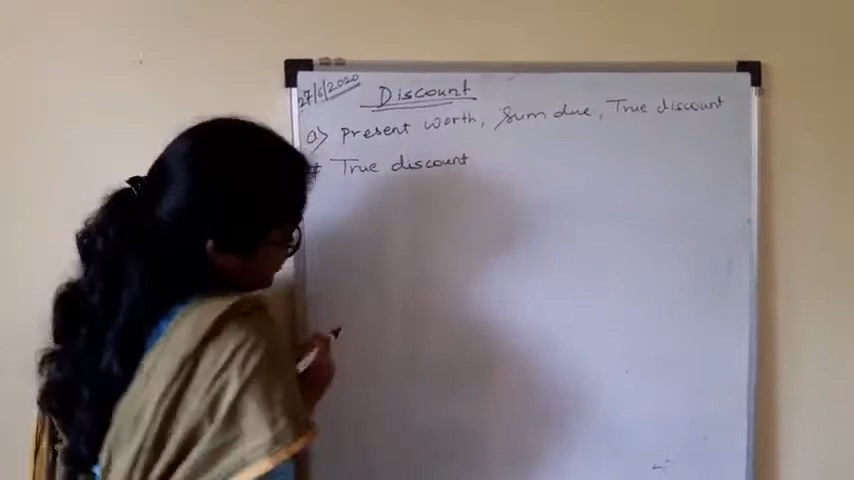 27/6/2020
Discount
a) Present worth, Sum due, True discount
# True discount